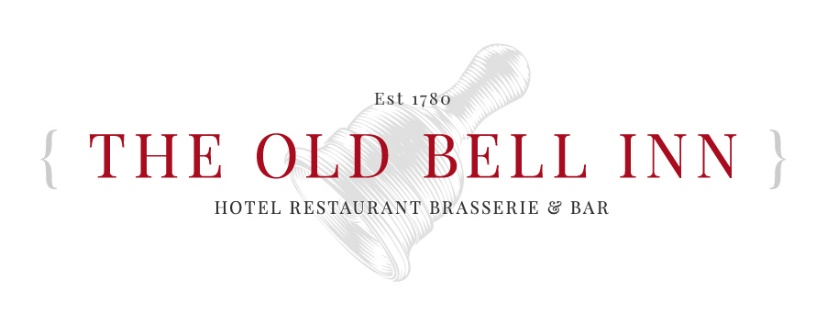 Est 1780
{ THE OLD BELL INN }
HOTEL RESTAURANT BRASSERIE & BAR